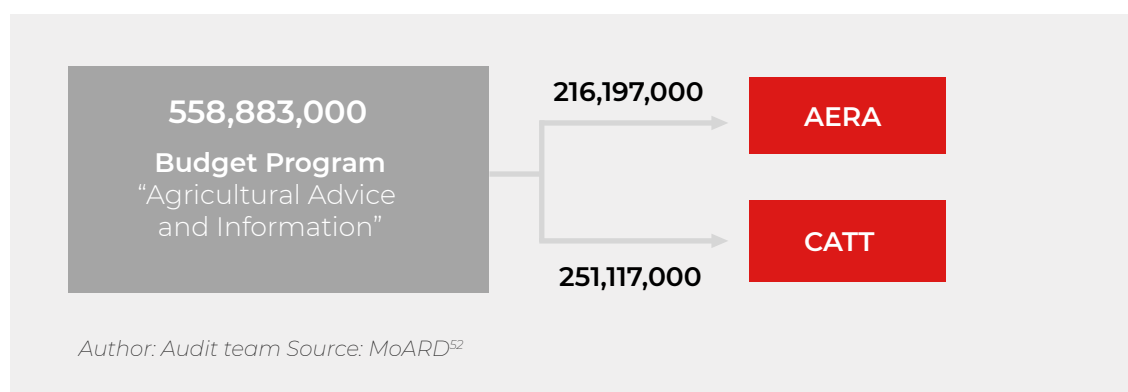 558,883,000
Budget Program
“Agricultural Advice
and Information”
216,197,000
AERA
CATT
251,117,000
Author: Audit team Source: MoARD52